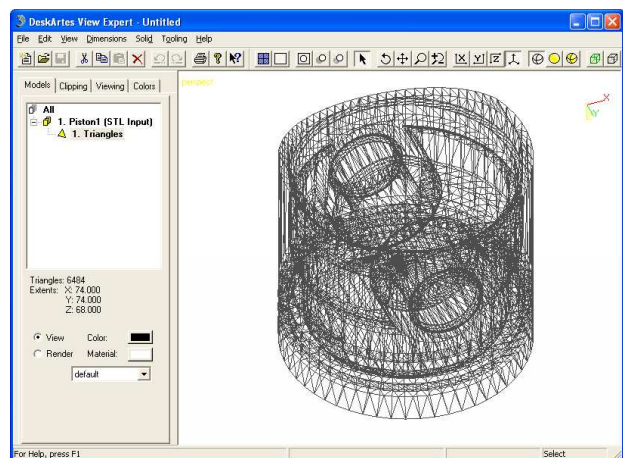 DeskArtes View Expert - Untitled
File Edit View Dimensions Solid Tooling Help
Models Clipping Viewing Colors
perspect
X
Y
All
1. Piston1 (STL Input)
1. Triangles
Triangles: 6484
Extents: X: 74.000
Y: 74.000
Z: 68.000
View Color:
Render Material:
default
For Help, press F1
Select